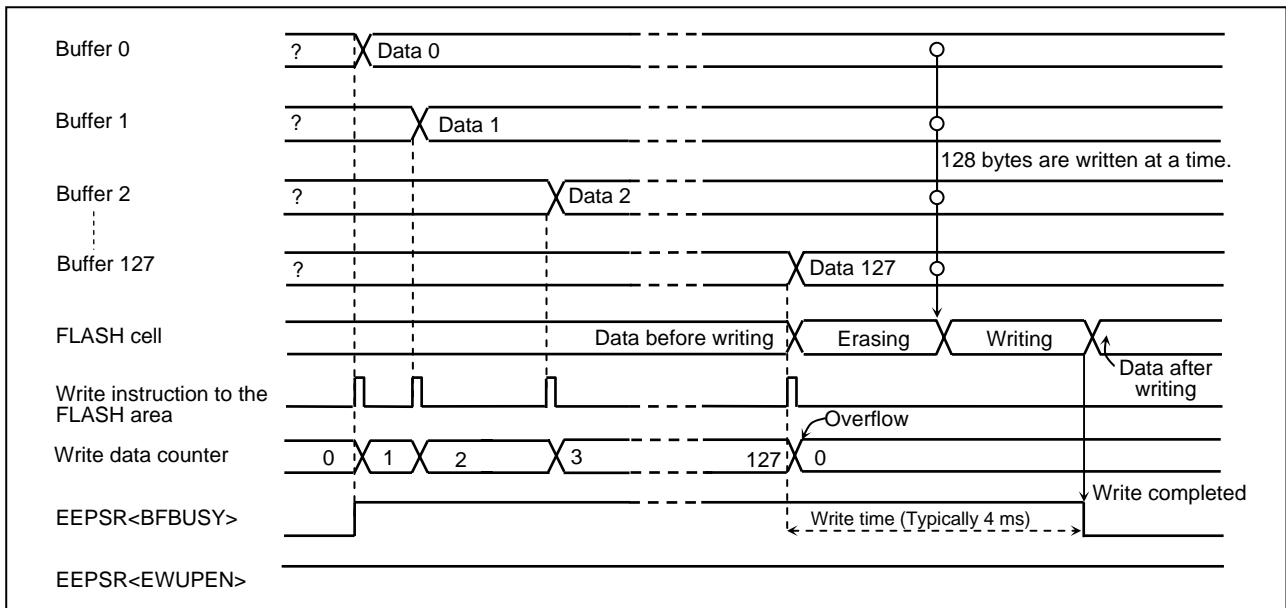 Buffer 0
? Data 0
Buffer 1
? Data 1
128 bytes are written at a time.
Buffer 2
? Data 2
Buffer 127
? Data 127
FLASH cell
Data before writing Erasing Writing
Data after
writing
Write instruction to the
FLASH area
Overflow
Write data counter
0 1 2 3 127 0
Write completed
EEPSR<BFBUSY>
Write time (Typically 4 ms)
EEPSR<EWUPEN>